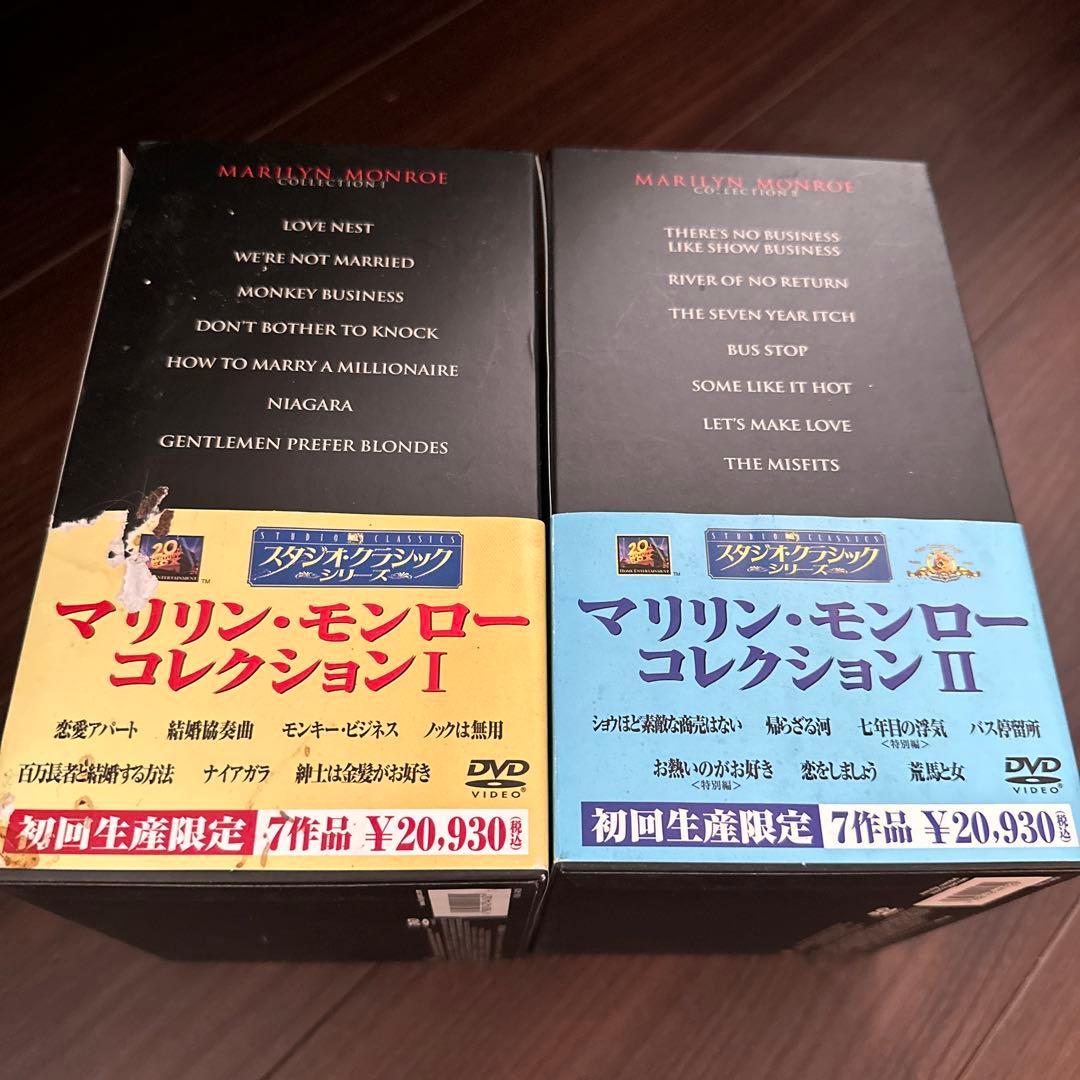 MARILYN MONROE
COLLECTION I
LOVE NEST
WE'RE NOT MARRIED
MONKEY BUSINESS
DON'T BOTHER TO KNOCK
HOW TO MARRY A MILLIONAIRE
NIAGARA
GENTLEMEN PREFER BLONDES
20
ENTERTAINMENT
TM
STUDIO CLASSICS
スタジオ・クラシック
シリーズ
マリリン・モンロー
コレクションI
恋愛アパート 結婚協奏曲 モンキー・ビジネス ノックは無用
百万長者と結婚する方法 ナイアガラ 紳士は金髪がお好き
DVD
VIDEO
初回生産限定 7作品 ¥20,930(税込)
MARILYN MONROE
COLLECTION II
THERE'S NO BUSINESS
LIKE SHOW BUSINESS
RIVER OF NO RETURN
THE SEVEN YEAR ITCH
BUS STOP
SOME LIKE IT HOT
LET'S MAKE LOVE
THE MISFITS
20
HOME ENTERTAINMENT
TM
STUDIO CLASSICS
スタジオ・クラシック
シリーズ
マリリン・モンロー
コレクションII
ショウほど素敵な商売はない 帰らざる河 七年目の浮気 バス停留所
<特別編>
お熱いのがお好き 恋をしましょう 荒馬と女
<特別編>
DVD
VIDEO
初回生産限定 7作品 ¥20,930(税込)